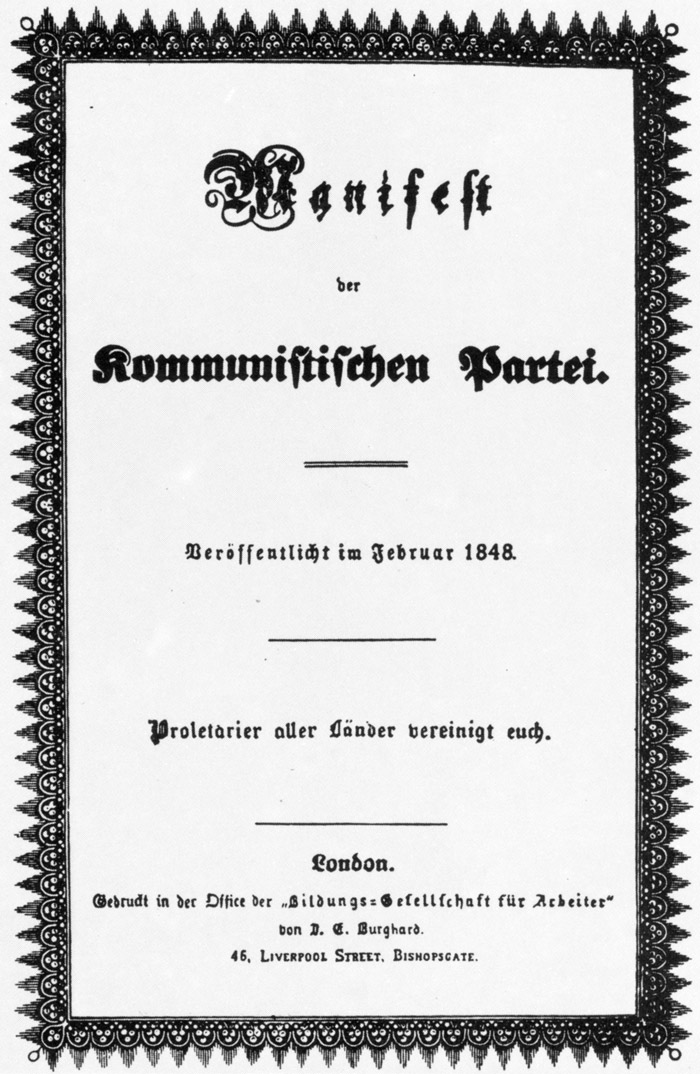 Manifest
der
Kommunistischen Partei.
Veröffentlicht im Februar 1848.
Proletarier aller Länder vereinigt euch.
London.
Gedruckt in der Office der „Bildungs=Gesellschaft für Arbeiter“
von I. E. Burghard.
46, LIVERPOOL STREET, BISHOPSGATE.